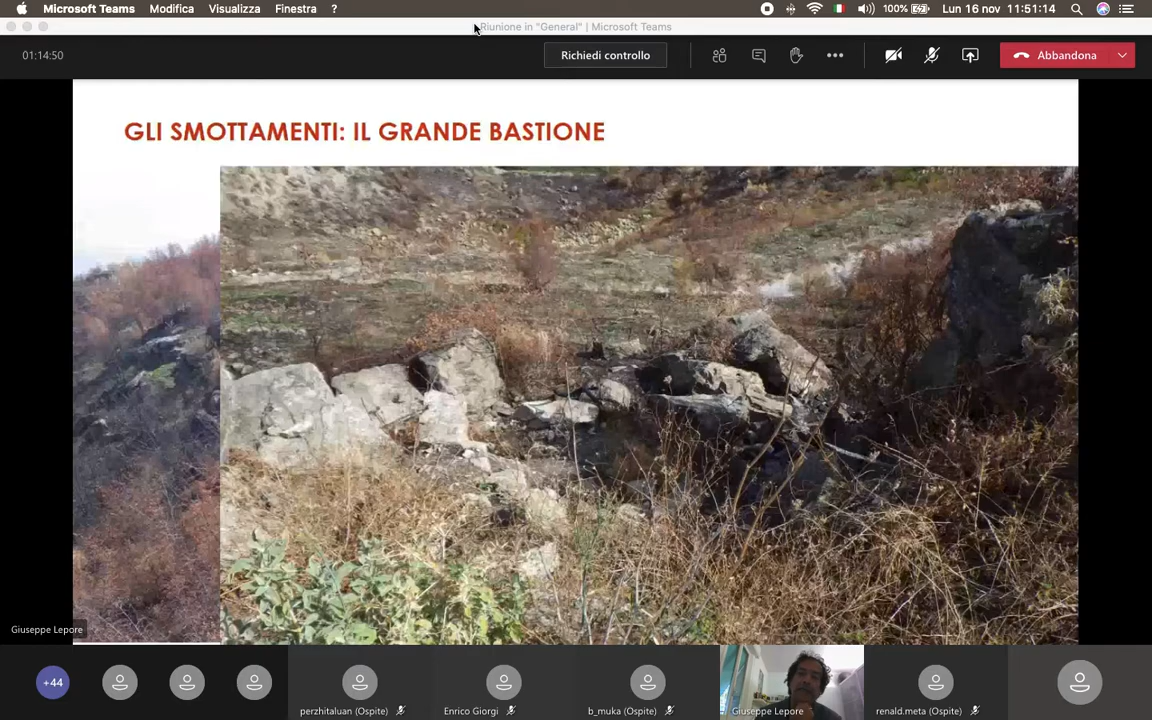 Microsoft Teams Modifica Visualizza Finestra ? 100% Lun 16 nov 11:51:14
Riunione in "General" | Microsoft Teams
01:14:50 Richiedi controllo Abbandona
GLI SMOTTAMENTI: IL GRANDE BASTIONE
Giuseppe Lepore
+44
perzhitaluan (Ospite) Enrico Giorgi b_muka (Ospite) Giuseppe Lepore renald.meta (Ospite)